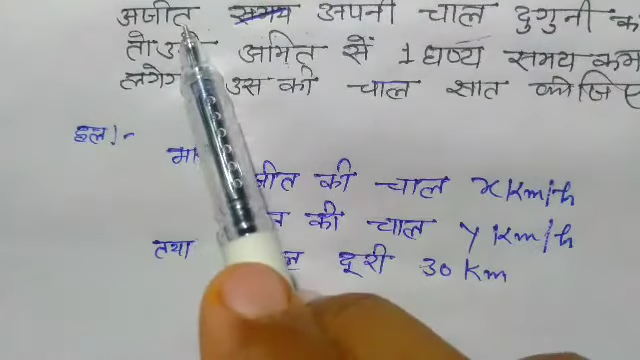 अजीत अपनी चाल दुगुनी क
तो अमित सें 1 घण्य समय कम
लगेगा उस की चाल सात कीजिए
हल:-
की चाल x Km/h
की चाल y Km/h
तथा दूरी 30 Km